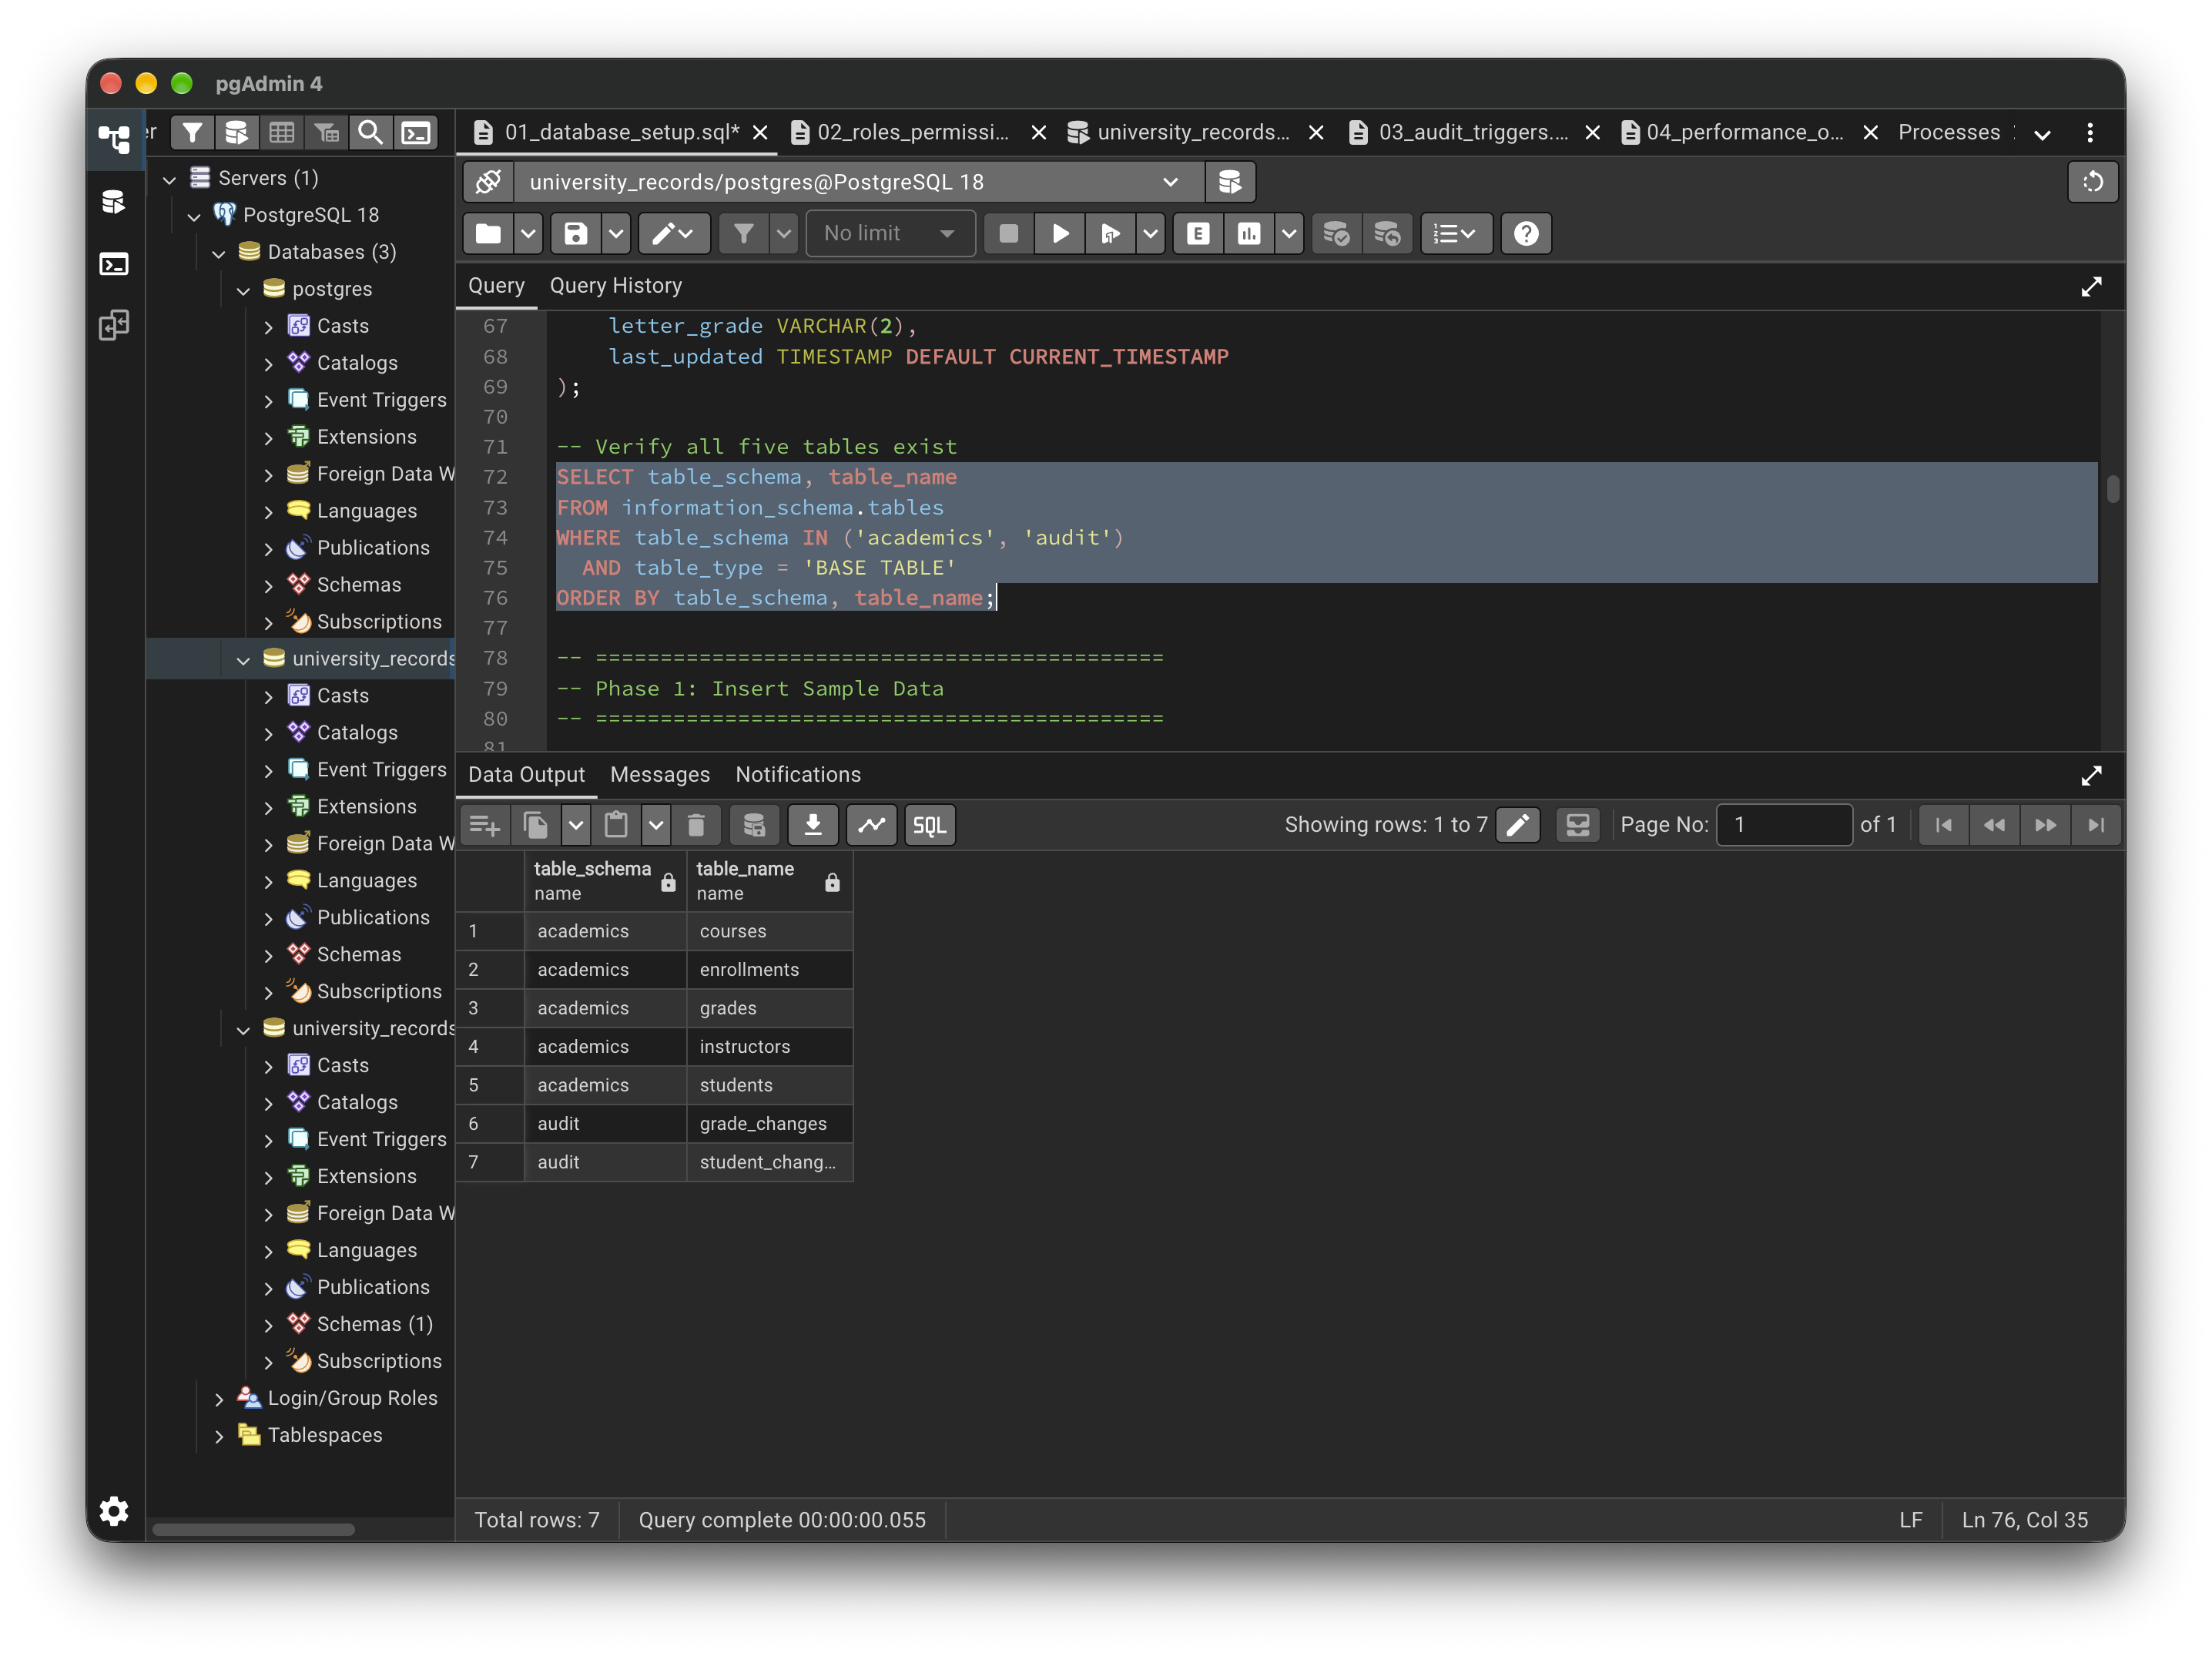 pgAdmin 4
er
01_database_setup.sql*
02_roles_permissi...
university_records...
03_audit_triggers....
04_performance_o...
Processes
Servers (1)
PostgreSQL 18
Databases (3)
postgres
Casts
Catalogs
Event Triggers
Extensions
Foreign Data W
Languages
Publications
Schemas
Subscriptions
university_records
Casts
Catalogs
Event Triggers
Extensions
Foreign Data W
Languages
Publications
Schemas
Subscriptions
university_records
Casts
Catalogs
Event Triggers
Extensions
Foreign Data W
Languages
Publications
Schemas (1)
Subscriptions
Login/Group Roles
Tablespaces
university_records/postgres@PostgreSQL 18
No limit
E
Query Query History
67 letter_grade VARCHAR(2),
68 last_updated TIMESTAMP DEFAULT CURRENT_TIMESTAMP
69 );
70
71 -- Verify all five tables exist
72 SELECT table_schema, table_name
73 FROM information_schema.tables
74 WHERE table_schema IN ('academics', 'audit')
75 AND table_type = 'BASE TABLE'
76 ORDER BY table_schema, table_name;
77
78 -- ============================================
79 -- Phase 1: Insert Sample Data
80 -- ============================================
81
Data Output Messages Notifications
SQL
Showing rows: 1 to 7
Page No: 1 of 1
table_schema name
table_name name
1 academics courses
2 academics enrollments
3 academics grades
4 academics instructors
5 academics students
6 audit grade_changes
7 audit student_chang...
Total rows: 7
Query complete 00:00:00.055
LF
Ln 76, Col 35